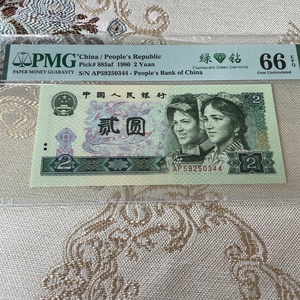 PMG
PAPER MONEY GUARANTY
China / People's Republic
Pick# 885af 1980 2 Yuan
S/N AP59250344 - People's Bank of China
绿钻
Fluorescent Green Diamonds
66 EPQ
Gem Uncirculated
中国人民银行
2
贰圆
2
AP59250344